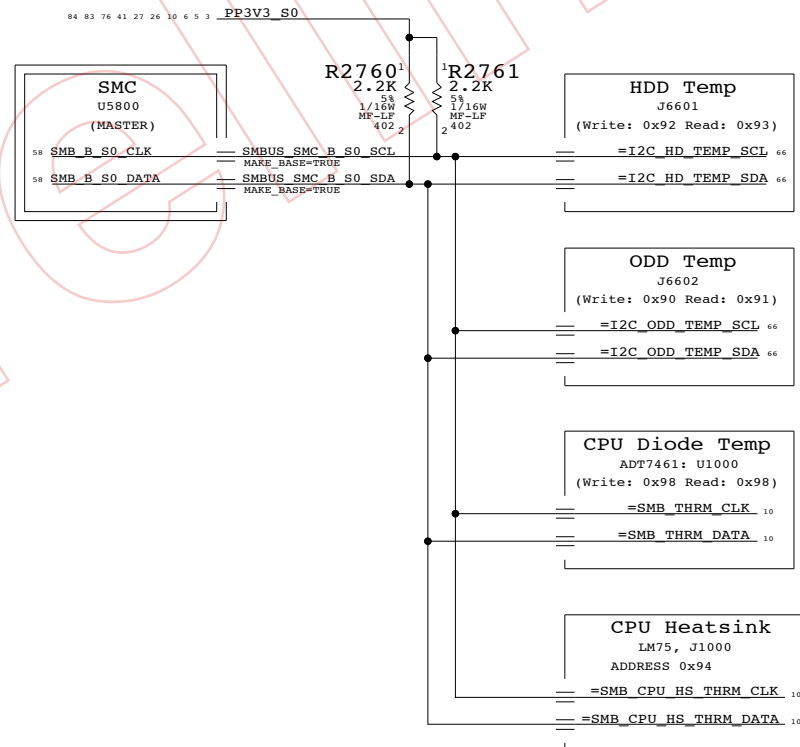 84 83 76 41 27 26 10 6 5 3 PP3V3_S0
R2760 1
2.2K
5%
1/16W
MF-LF
402
2
1 R2761
2.2K
5%
1/16W
MF-LF
402
2
SMC
U5800
(MASTER)
58 SMB_B_S0_CLK
SMBUS_SMC_B_S0_SCL
MAKE_BASE=TRUE
58 SMB_B_S0_DATA
SMBUS_SMC_B_S0_SDA
MAKE_BASE=TRUE
HDD Temp
J6601
(Write: 0x92 Read: 0x93)
=I2C_HD_TEMP_SCL 66
=I2C_HD_TEMP_SDA 66
ODD Temp
J6602
(Write: 0x90 Read: 0x91)
=I2C_ODD_TEMP_SCL 66
=I2C_ODD_TEMP_SDA 66
CPU Diode Temp
ADT7461: U1000
(Write: 0x98 Read: 0x98)
=SMB_THRM_CLK 10
=SMB_THRM_DATA 10
CPU Heatsink
LM75, J1000
ADDRESS 0x94
=SMB_CPU_HS_THRM_CLK 10
=SMB_CPU_HS_THRM_DATA 10